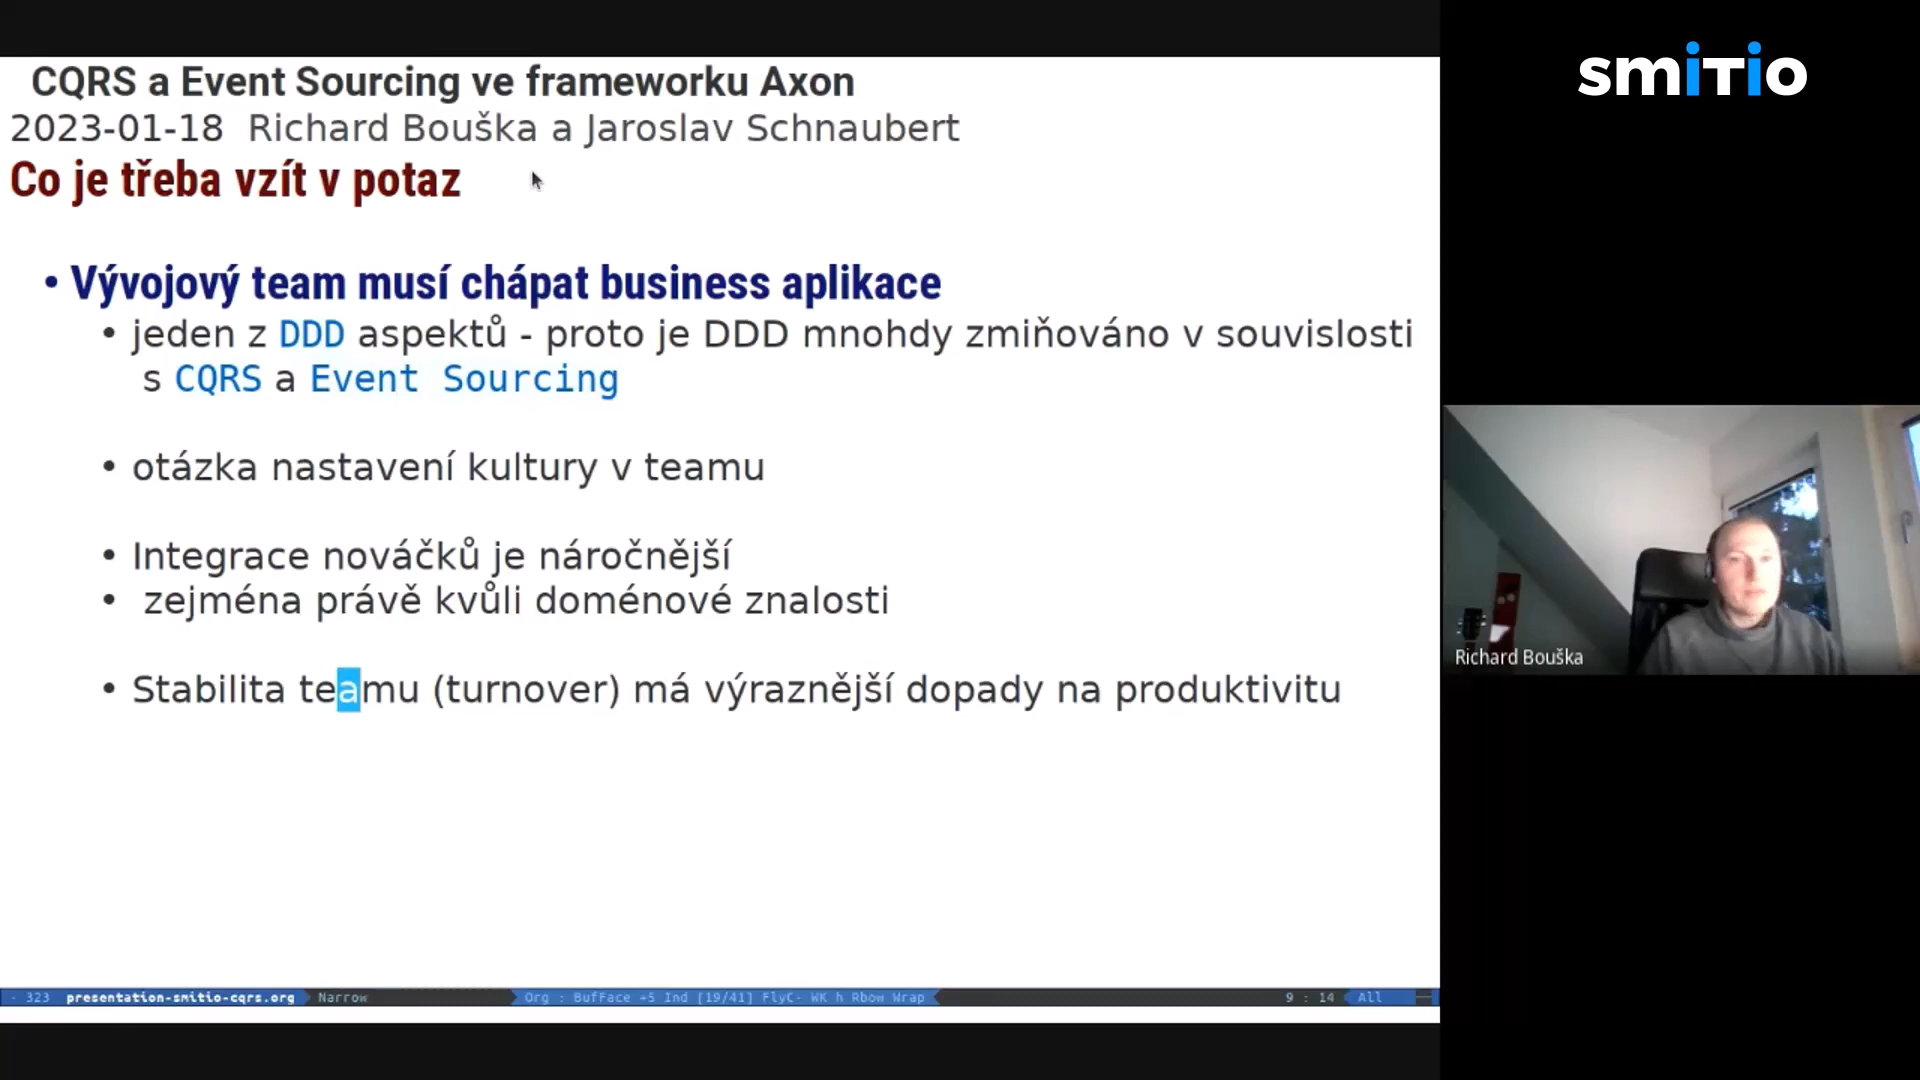 CQRS a Event Sourcing ve frameworku Axon
2023-01-18 Richard Bouška a Jaroslav Schnaubert
Co je třeba vzít v potaz
• Vývojový team musí chápat business aplikace
• jeden z DDD aspektů - proto je DDD mnohdy zmiňováno v souvislosti
s CQRS a Event Sourcing
• otázka nastavení kultury v teamu
• Integrace nováčků je náročnější
• zejména právě kvůli doménové znalosti
• Stabilita teamu (turnover) má výraznější dopady na produktivitu
- 323 presentation-smitio-cqrs.org Narrow Org : BufFace +5 Ind [19/41] FlyC- WK h Rbow Wrap 9 : 14 All
smitio
Richard Bouška